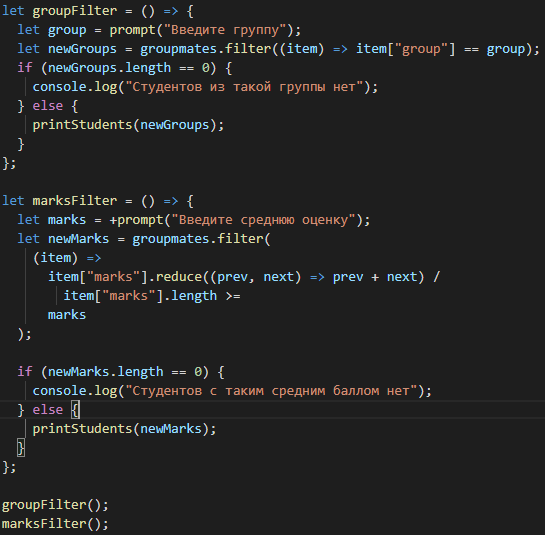 let groupFilter = () => {
  let group = prompt("Введите группу");
  let newGroups = groupmates.filter((item) => item["group"] == group);
  if (newGroups.length == 0) {
    console.log("Студентов из такой группы нет");
  } else {
    printStudents(newGroups);
  }
};

let marksFilter = () => {
  let marks = +prompt("Введите среднюю оценку");
  let newMarks = groupmates.filter(
    (item) =>
      item["marks"].reduce((prev, next) => prev + next) /
        item["marks"].length >=
      marks
  );

  if (newMarks.length == 0) {
    console.log("Студентов с таким средним баллом нет");
  } else {
    printStudents(newMarks);
  }
};

groupFilter();
marksFilter();